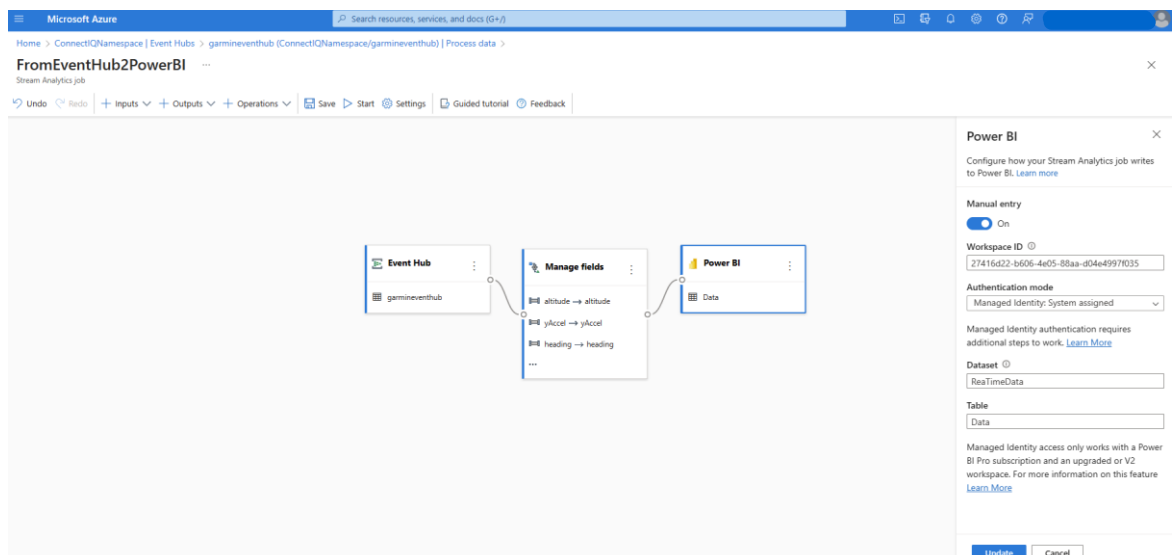 Microsoft Azure
Search resources, services, and docs (G+/)
Home > ConnectIQNamespace | Event Hubs > garmineventhub (ConnectIQNamespace/garmineventhub) | Process data >
FromEventHub2PowerBI ...
Stream Analytics job
Undo Redo + Inputs + Outputs + Operations Save Start Settings Guided tutorial Feedback
Event Hub
garmineventhub
Manage fields
altitude → altitude
yAccel → yAccel
heading → heading
...
Power BI
Data
Power BI
Configure how your Stream Analytics job writes
to Power BI. Learn more
Manual entry
On
Workspace ID
27416d22-b606-4e05-88aa-d04e4997f035
Authentication mode
Managed Identity: System assigned
Managed Identity authentication requires
additional steps to work. Learn More
Dataset
ReaTimeData
Table
Data
Managed Identity access only works with a Power
BI Pro subscription and an upgraded or V2
workspace. For more information on this feature
Learn More
Update Cancel